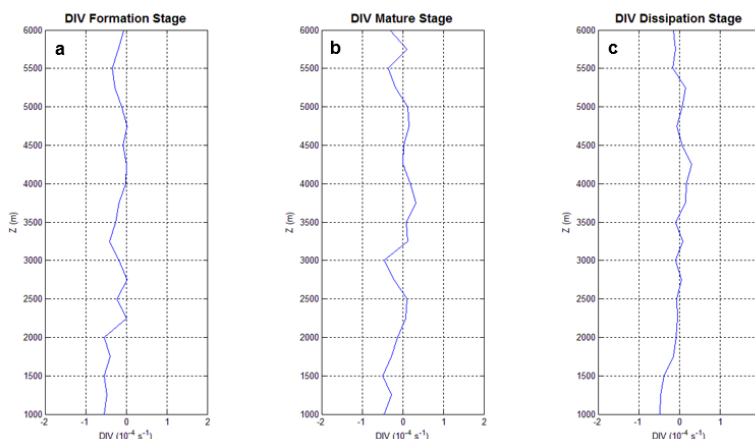 DIV Formation Stage
a
6000
5500
5000
4500
4000
3500
3000
2500
2000
1500
1000
Z (m)
-2 -1 0 1 2
DIV (10⁻⁴ s⁻¹)
DIV Mature Stage
b
6000
5500
5000
4500
4000
3500
3000
2500
2000
1500
1000
Z (m)
-2 -1 0 1 2
DIV (10⁻⁴ s⁻¹)
DIV Dissipation Stage
c
6000
5500
5000
4500
4000
3500
3000
2500
2000
1500
1000
Z (m)
-2 -1 0 1
DIV (10⁻⁴ s⁻¹)